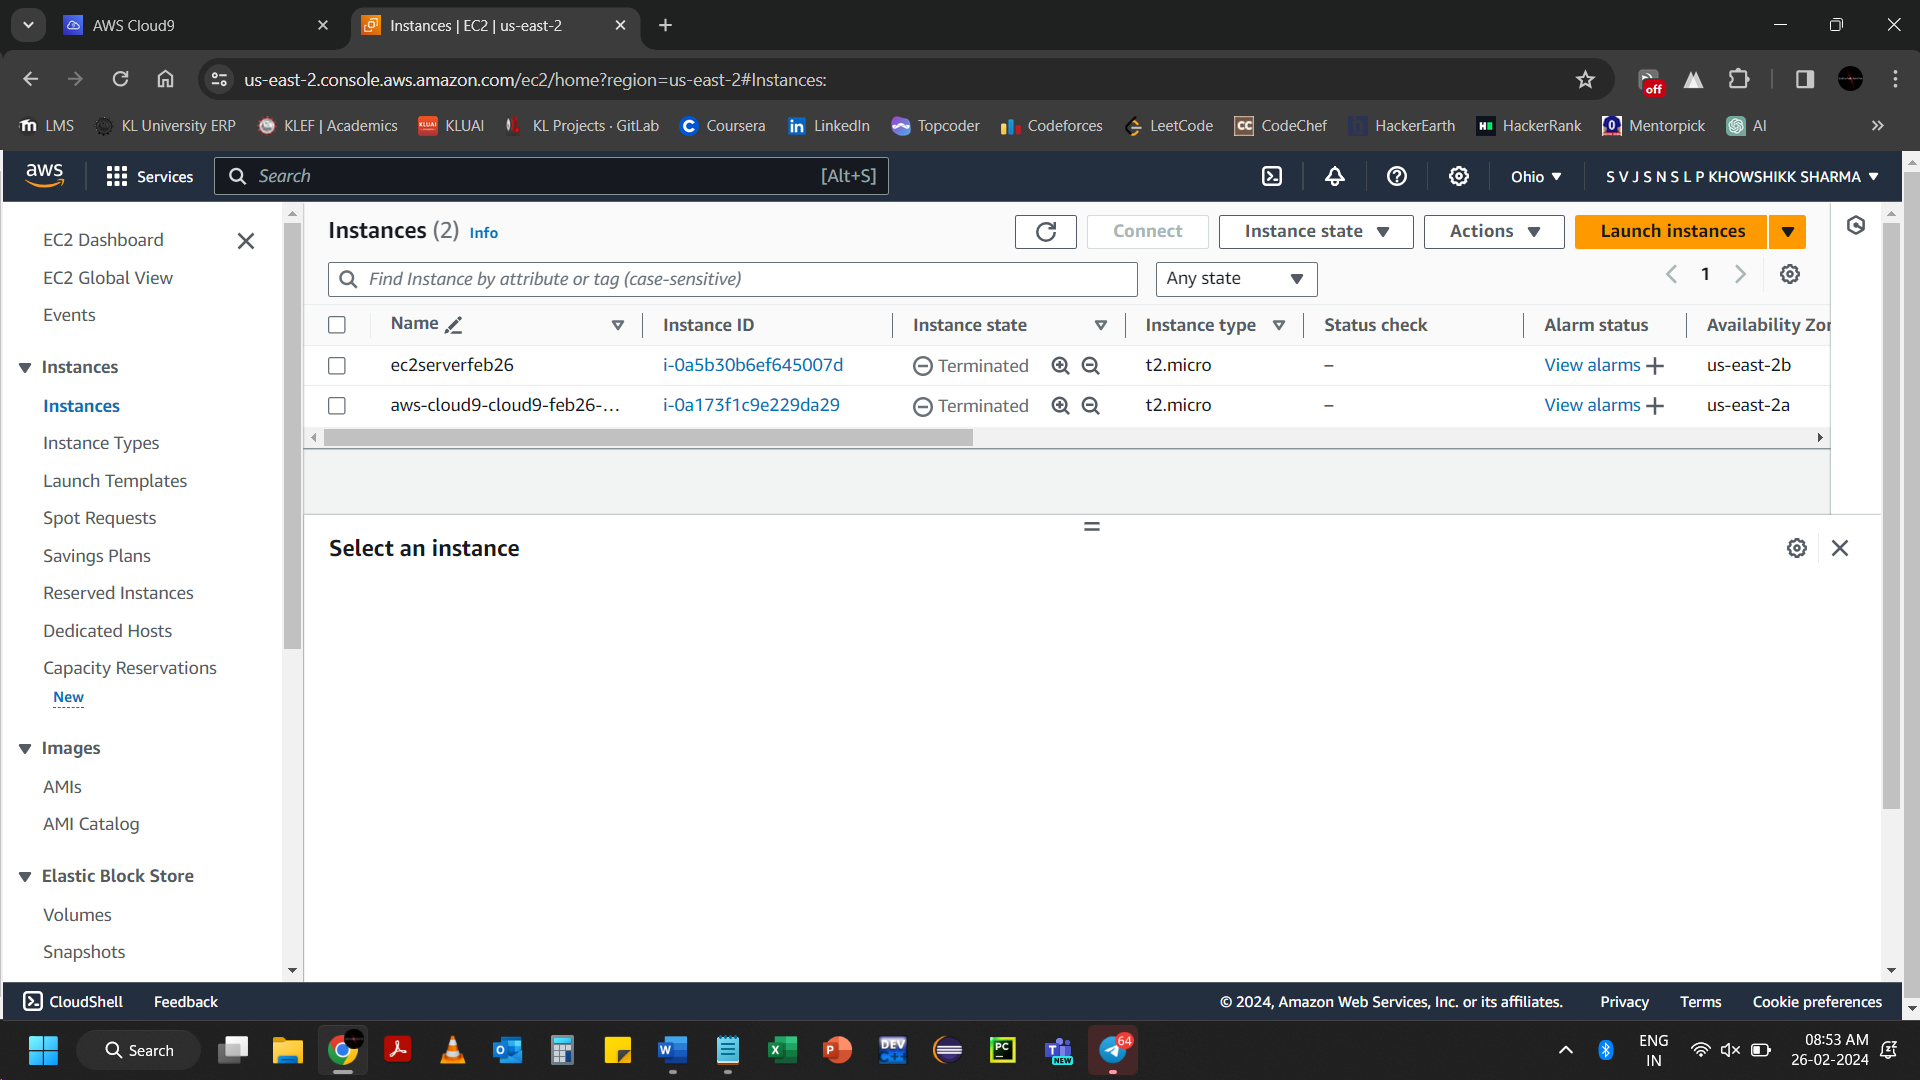 AWS Cloud9
Instances | EC2 | us-east-2
us-east-2.console.aws.amazon.com/ec2/home?region=us-east-2#Instances:
off
LMS
KL University ERP
KLEF | Academics
KLUAI
KLUAI
KL Projects · GitLab
Coursera
LinkedIn
Topcoder
Codeforces
LeetCode
CC
CodeChef
HackerEarth
HackerRank
Mentorpick
AI
aws
Services
Search
[Alt+S]
Ohio
S V J S N S L P KHOWSHIKK SHARMA
EC2 Dashboard
EC2 Global View
Events
Instances
Instances
Instance Types
Launch Templates
Spot Requests
Savings Plans
Reserved Instances
Dedicated Hosts
Capacity Reservations
New
Images
AMIs
AMI Catalog
Elastic Block Store
Volumes
Snapshots
Instances (2) Info
Connect
Instance state
Actions
Launch instances
Find Instance by attribute or tag (case-sensitive)
Any state
1
Name Instance ID Instance state Instance type Status check Alarm status Availability Zon
ec2serverfeb26 i-0a5b30b6ef645007d Terminated t2.micro – View alarms + us-east-2b
aws-cloud9-cloud9-feb26-... i-0a173f1c9e229da29 Terminated t2.micro – View alarms + us-east-2a
Select an instance
CloudShell
Feedback
© 2024, Amazon Web Services, Inc. or its affiliates.
Privacy
Terms
Cookie preferences
Search
DEV
PC
NEW
64
ENG
IN
08:53 AM
26-02-2024